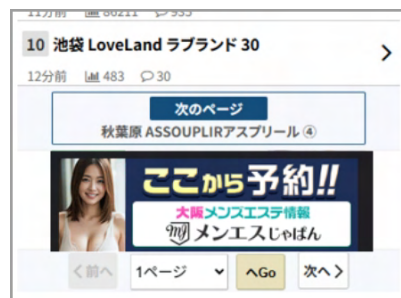 11分前 86211 935
10 池袋 LoveLand ラブランド 30
12分前 483 30
次のページ
秋葉原 ASSOUPLIRアスプリール ④
ここから予約!!
大阪メンズエステ情報
mj メンエスじゃぱん
く前へ 1ページ へGo 次へ>